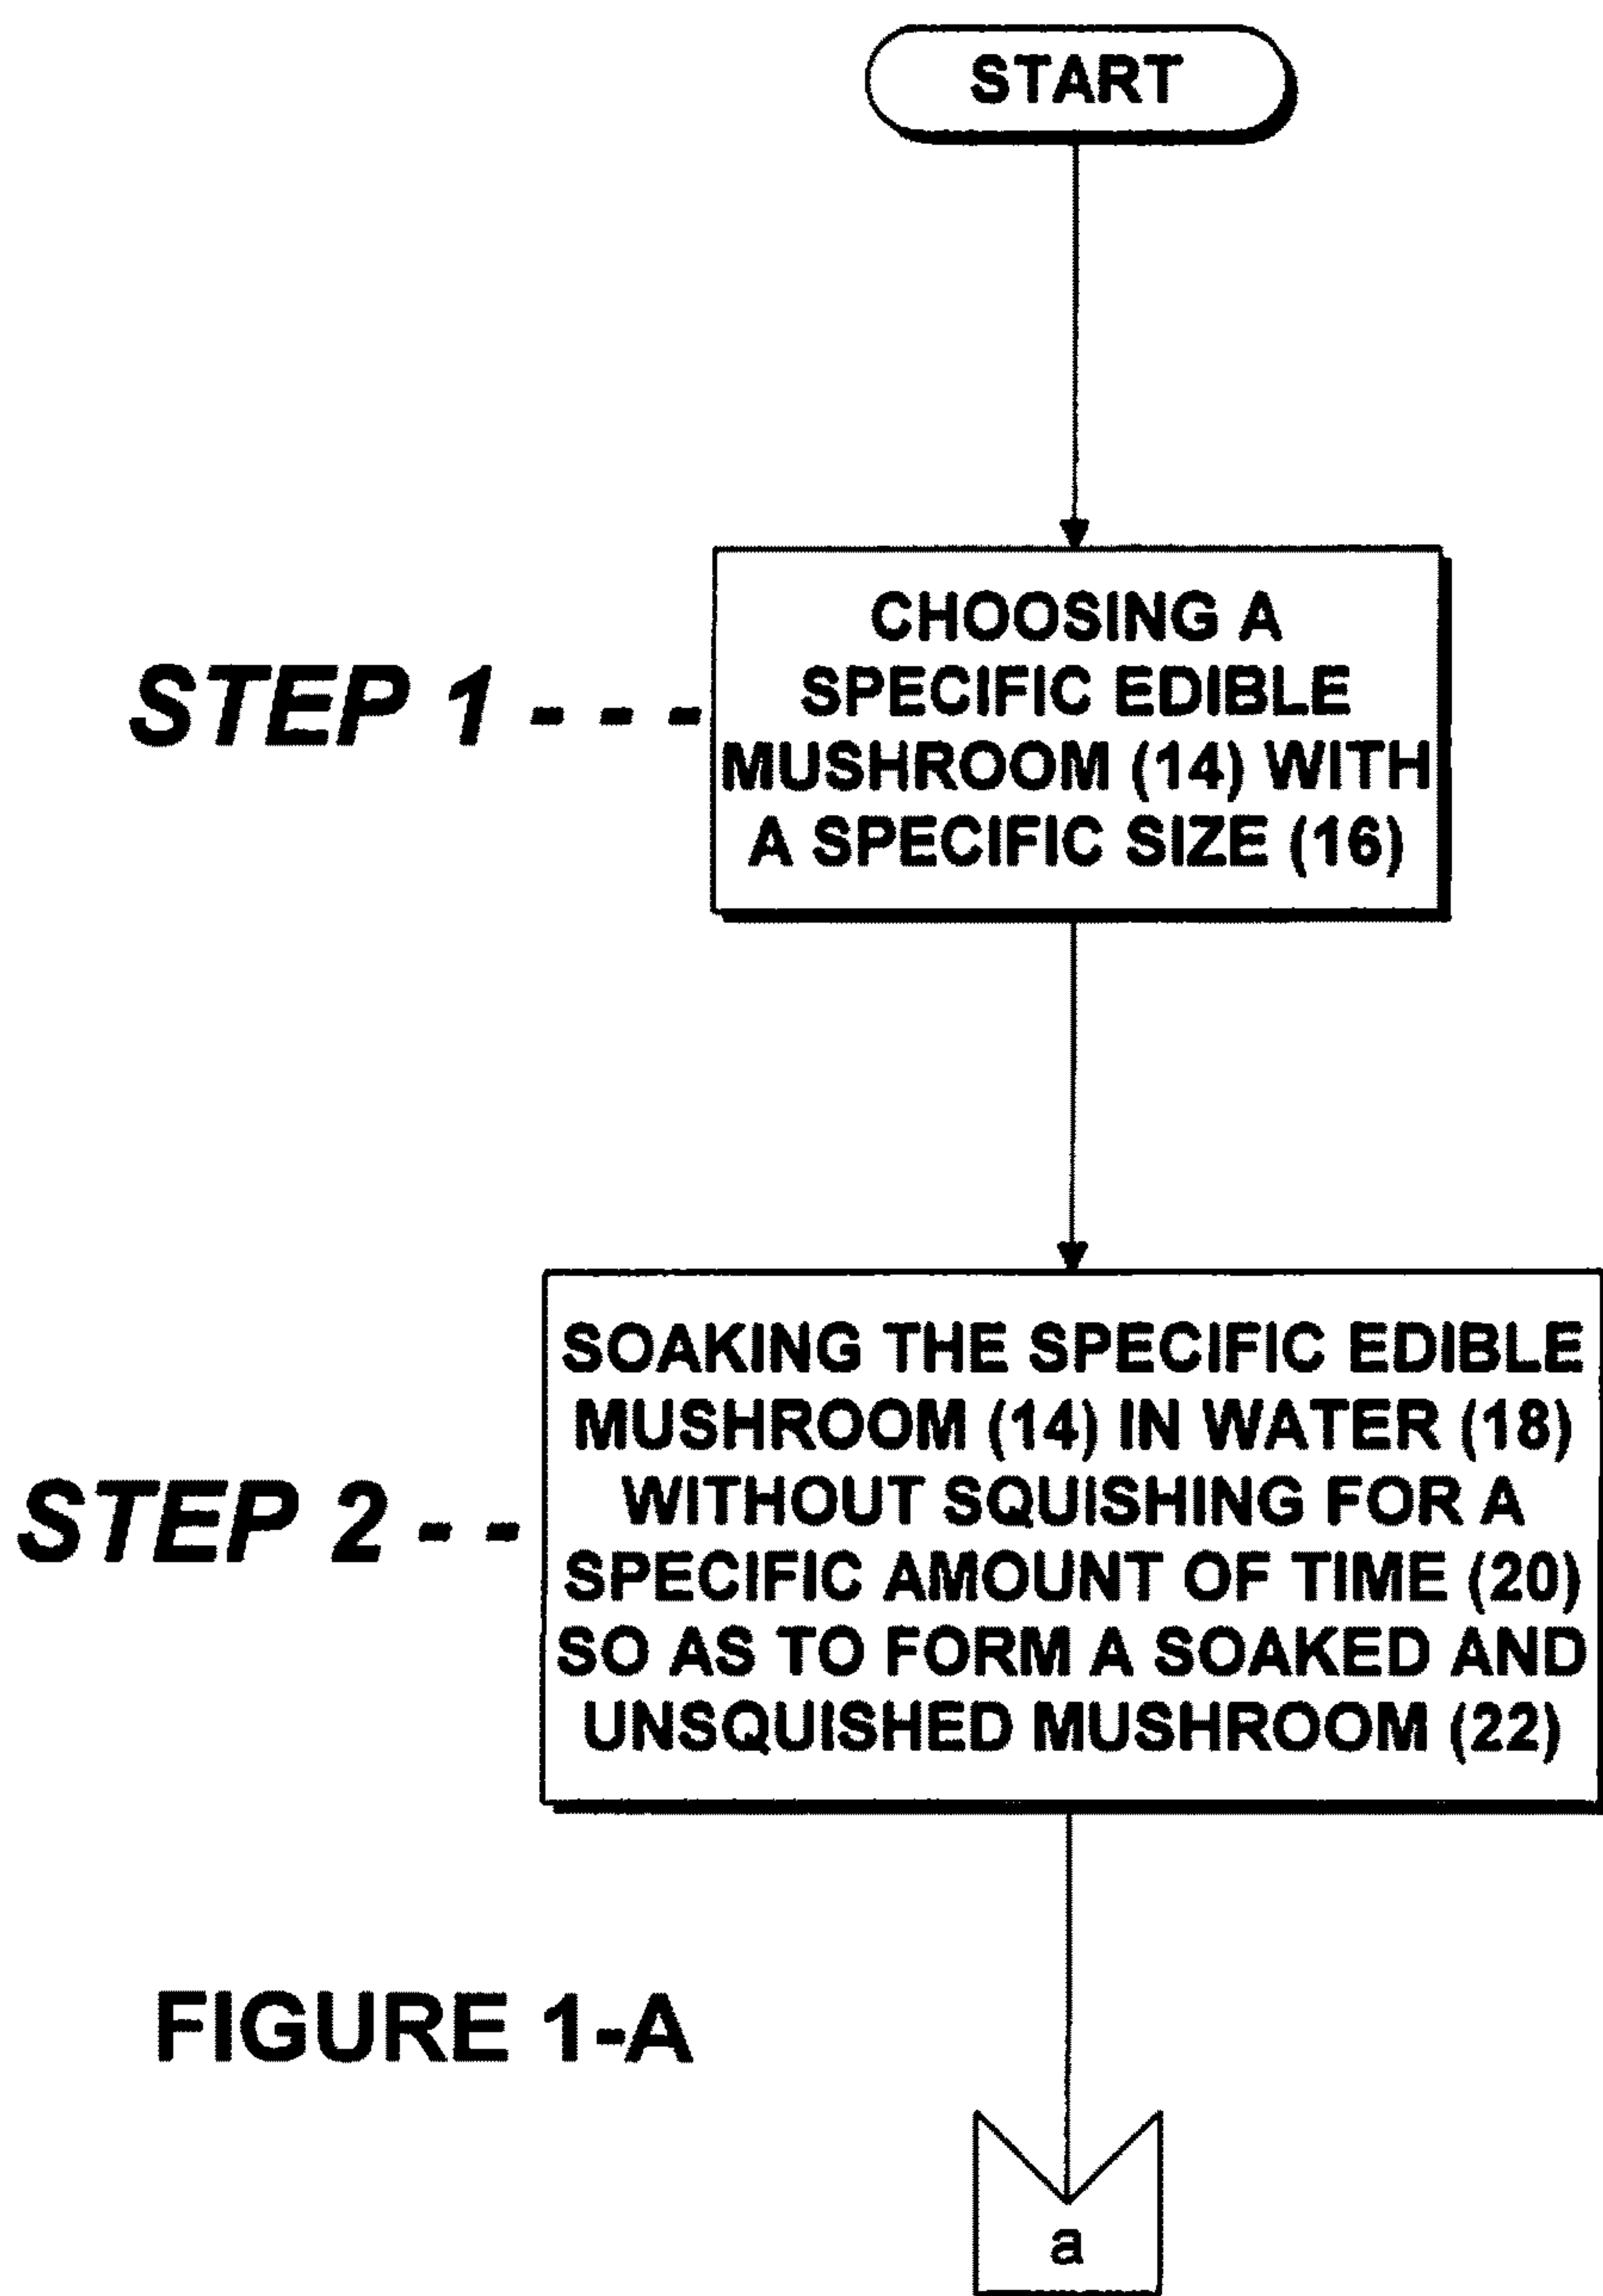 START
CHOOSING A
SPECIFIC EDIBLE
MUSHROOM (14) WITH
A SPECIFIC SIZE (16)
STEP 1 - - -
SOAKING THE SPECIFIC EDIBLE
MUSHROOM (14) IN WATER (18)
WITHOUT SQUISHING FOR A
SPECIFIC AMOUNT OF TIME (20)
SO AS TO FORM A SOAKED AND
UNSQUISHED MUSHROOM (22)
STEP 2 - -
FIGURE 1-A
a